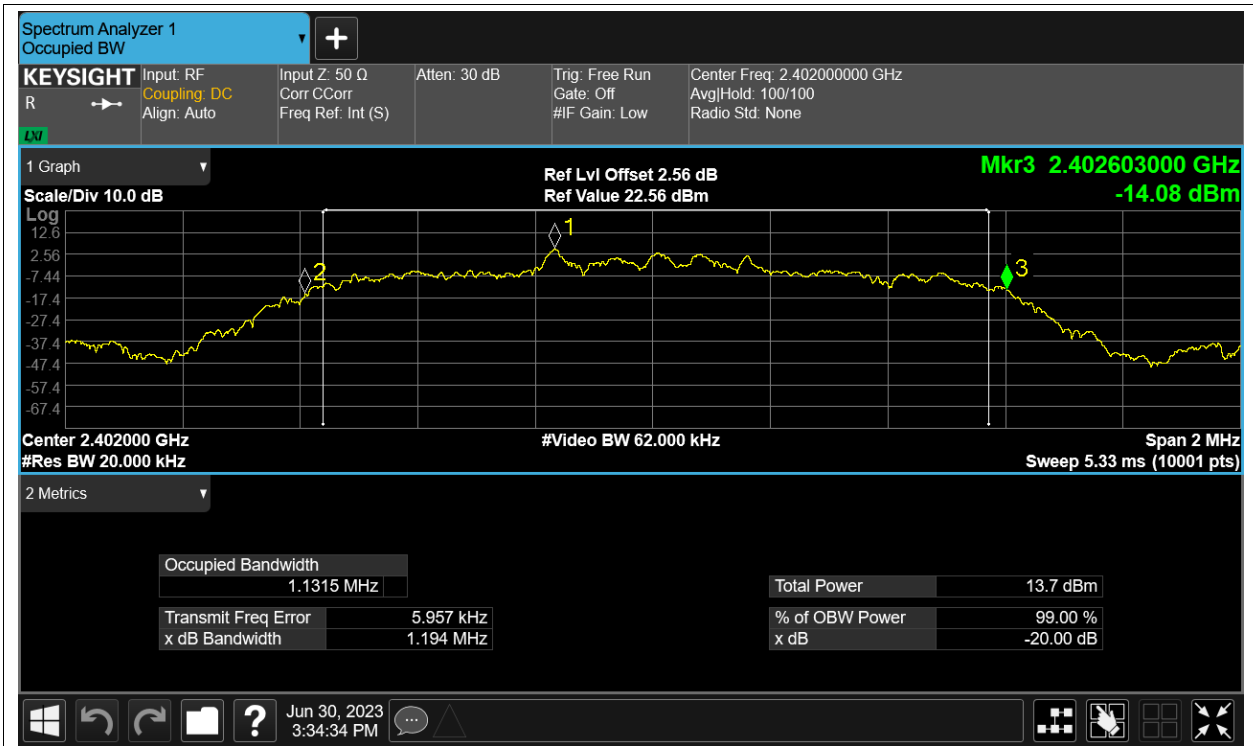 Spectrum Analyzer 1
Occupied BW
KEYSIGHT
R
LXI
Input: RF
Coupling: DC
Align: Auto
Input Z: 50 Ω
Corr CCorr
Freq Ref: Int (S)
Atten: 30 dB
Trig: Free Run
Gate: Off
#IF Gain: Low
Center Freq: 2.402000000 GHz
Avg|Hold: 100/100
Radio Std: None
1 Graph
Scale/Div 10.0 dB
Ref Lvl Offset 2.56 dB
Ref Value 22.56 dBm
Mkr3 2.402603000 GHz
-14.08 dBm
Log
12.6
2.56
-7.44
-17.4
-27.4
-37.4
-47.4
-57.4
-67.4
1
2
3
Center 2.402000 GHz
#Video BW 62.000 kHz
Span 2 MHz
#Res BW 20.000 kHz
Sweep 5.33 ms (10001 pts)
2 Metrics
Occupied Bandwidth
1.1315 MHz
Total Power 13.7 dBm
Transmit Freq Error 5.957 kHz
% of OBW Power 99.00 %
x dB Bandwidth 1.194 MHz
x dB -20.00 dB
?
Jun 30, 2023
3:34:34 PM